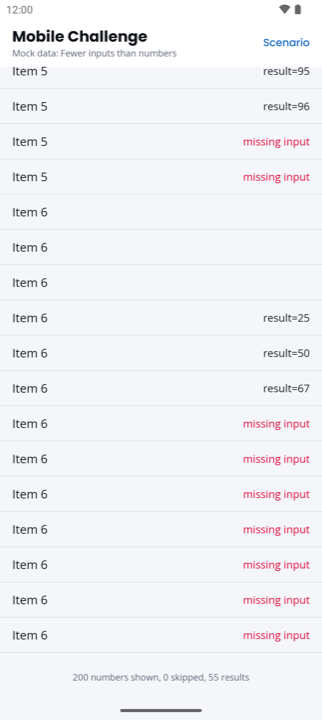 12:00
Mobile Challenge
Mock data: Fewer inputs than numbers
Scenario
Item 5 result=95
Item 5 result=96
Item 5 missing input
Item 5 missing input
Item 6
Item 6
Item 6
Item 6 result=25
Item 6 result=50
Item 6 result=67
Item 6 missing input
Item 6 missing input
Item 6 missing input
Item 6 missing input
Item 6 missing input
Item 6 missing input
Item 6 missing input
200 numbers shown, 0 skipped, 55 results